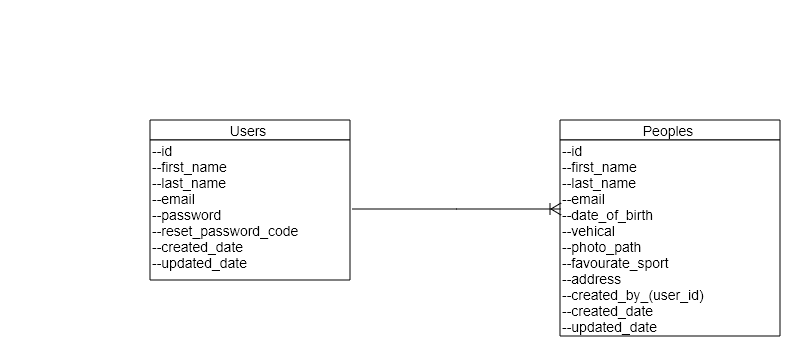 Users
--id
--first_name
--last_name
--email
--password
--reset_password_code
--created_date
--updated_date
Peoples
--id
--first_name
--last_name
--email
--date_of_birth
--vehical
--photo_path
--favourate_sport
--address
--created_by_(user_id)
--created_date
--updated_date